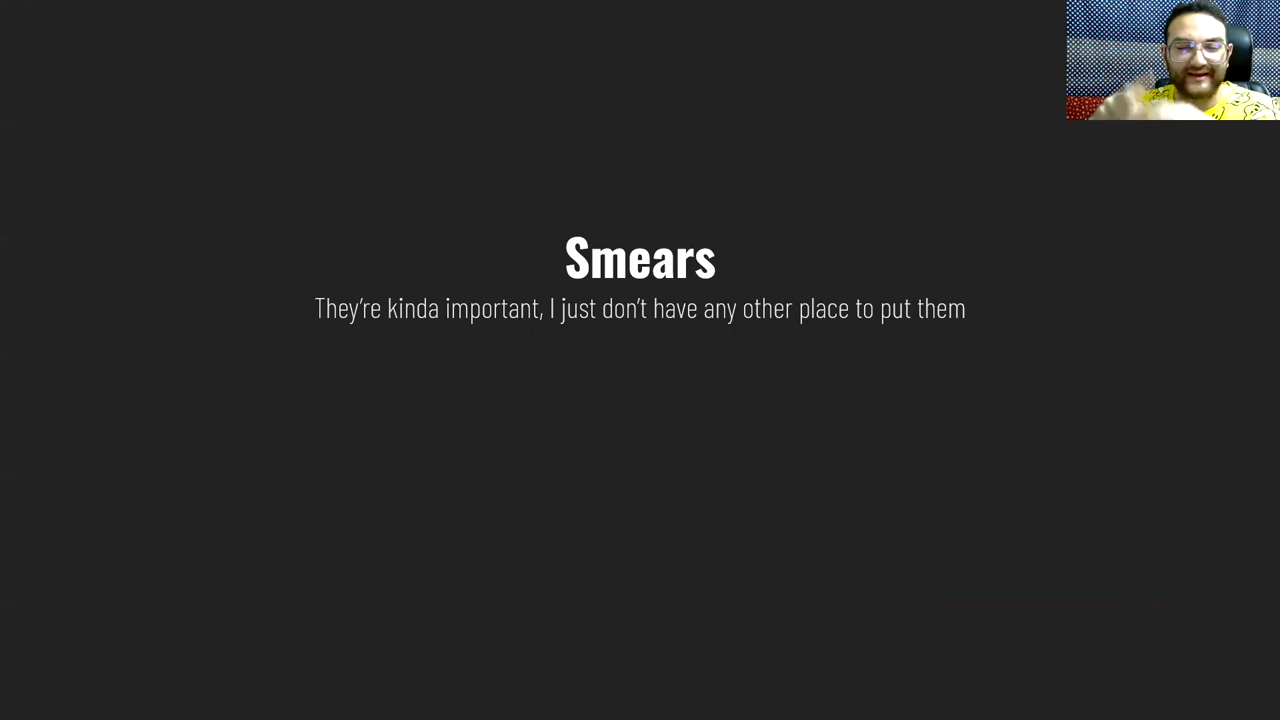 Smears
They’re kinda important, I just don’t have any other place to put them